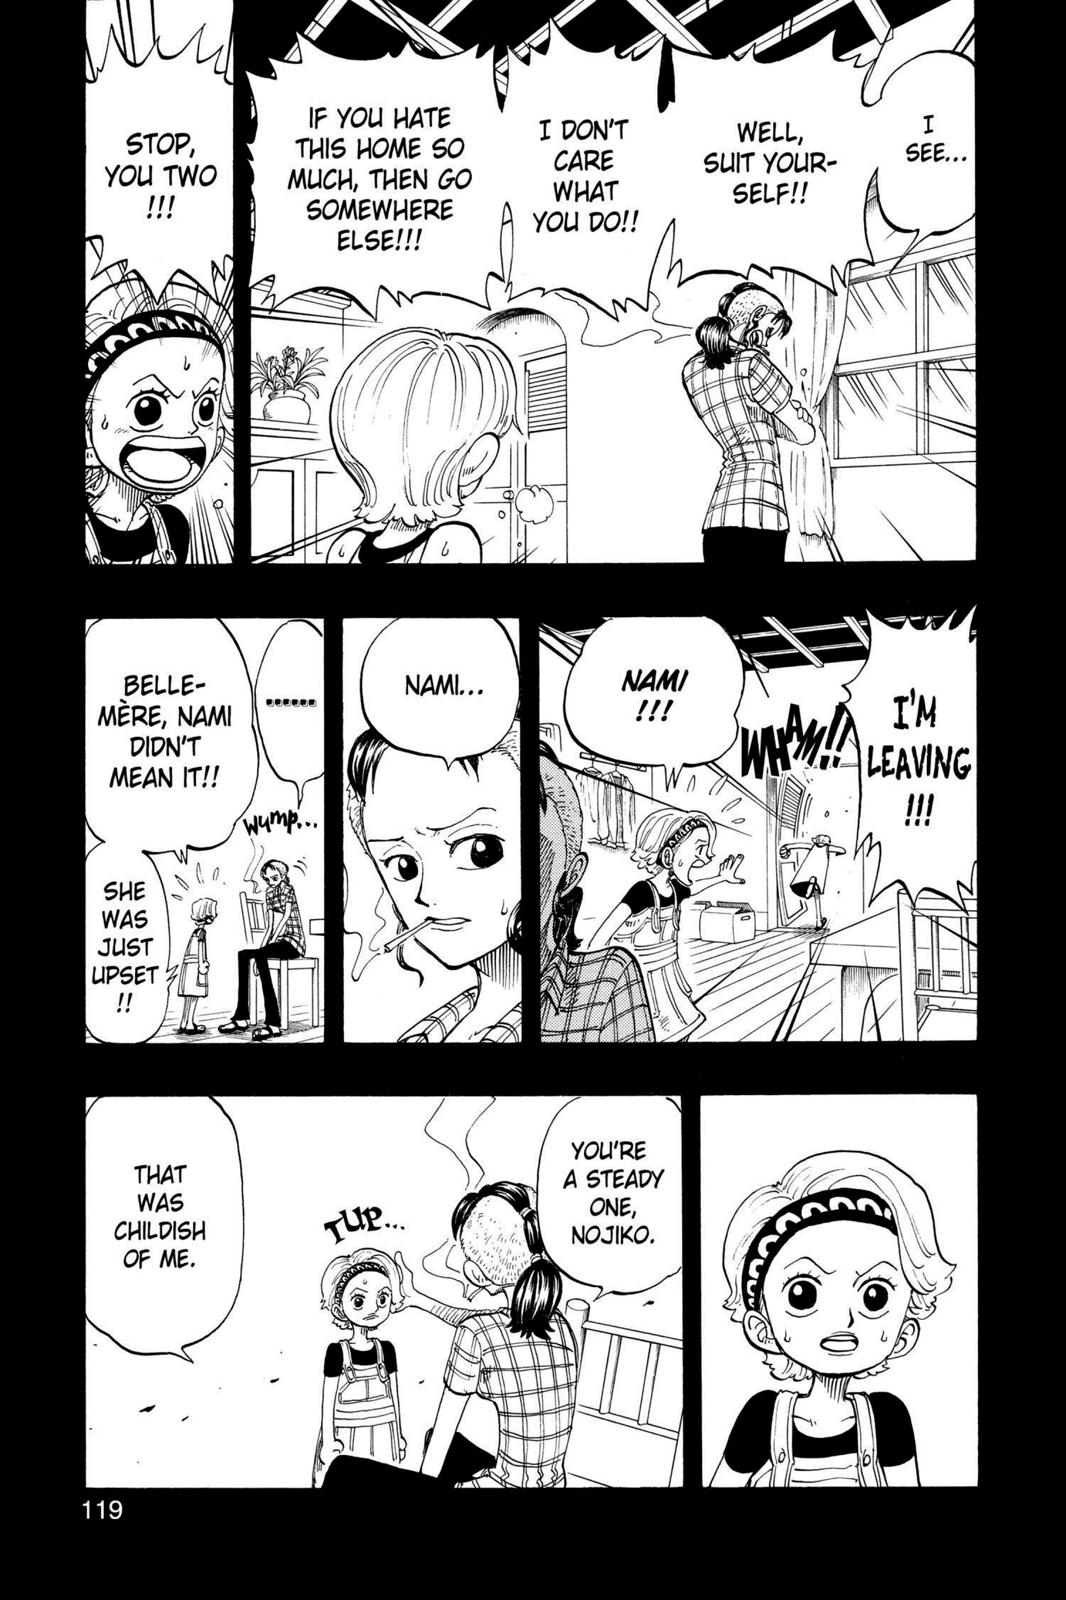 I
SEE...
WELL,
SUIT YOUR-
SELF!!
I DON'T
CARE
WHAT
YOU DO!!
IF YOU HATE
THIS HOME SO
MUCH, THEN GO
SOMEWHERE
ELSE!!!
STOP,
YOU TWO
!!!
I'M
LEAVING
!!!
WHAM!!
NAMI
!!!
NAMI...
......
WUMP...
BELLE-
MÈRE, NAMI
DIDN'T
MEAN IT!!
SHE
WAS
JUST
UPSET
!!
YOU'RE
A STEADY
ONE,
NOJIKO.
TUP...
THAT
WAS
CHILDISH
OF ME.
119